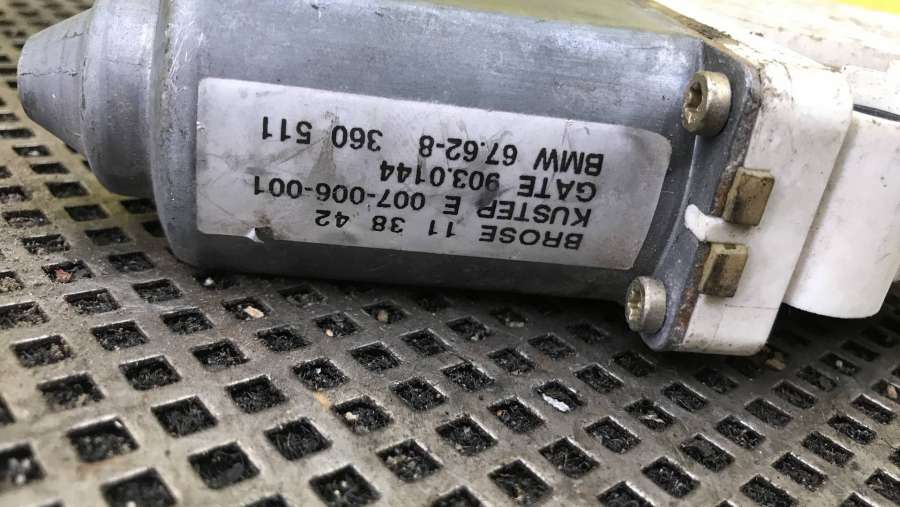 BROSE 11 38 42
KUSTER E 007-006-001
GATE 903.0144
BMW 67.62-8 360 511